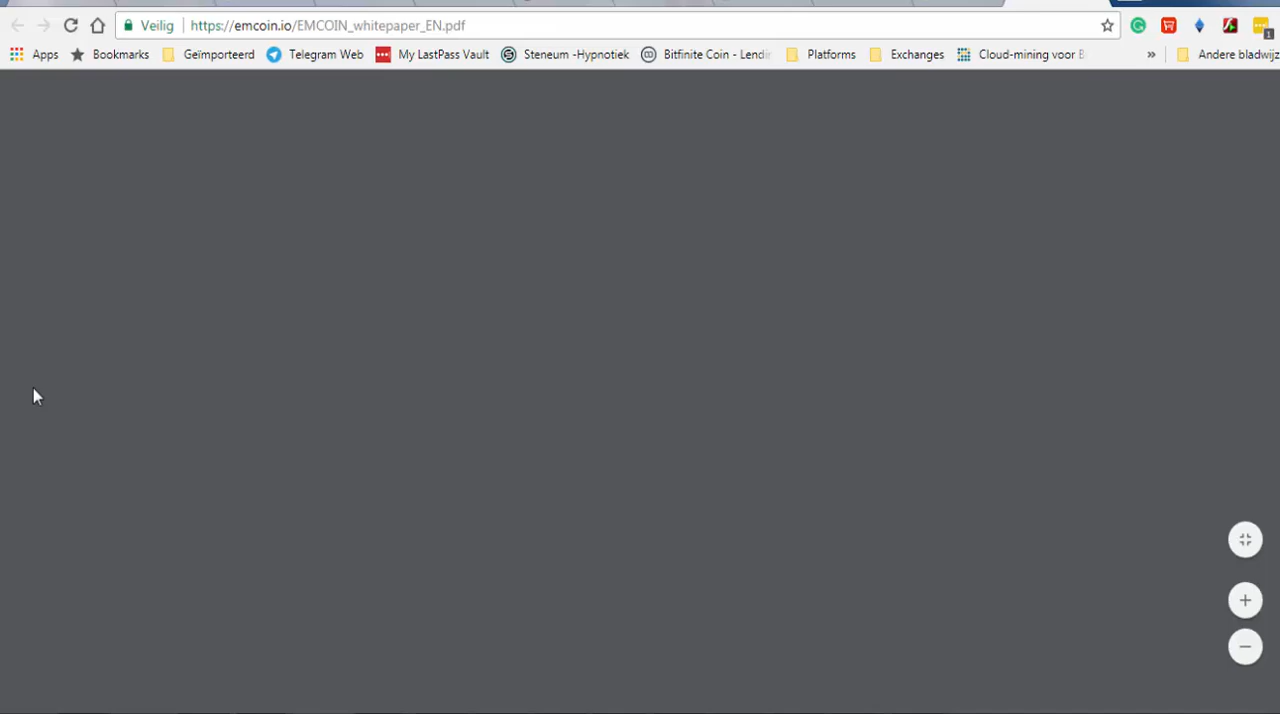 Veilig https://emcoin.io/EMCOIN_whitepaper_EN.pdf
Apps Bookmarks Geïmporteerd Telegram Web My LastPass Vault Steneum -Hypnotiek Bitfinite Coin - Lendi Platforms Exchanges Cloud-mining voor B » Andere bladwijz
1